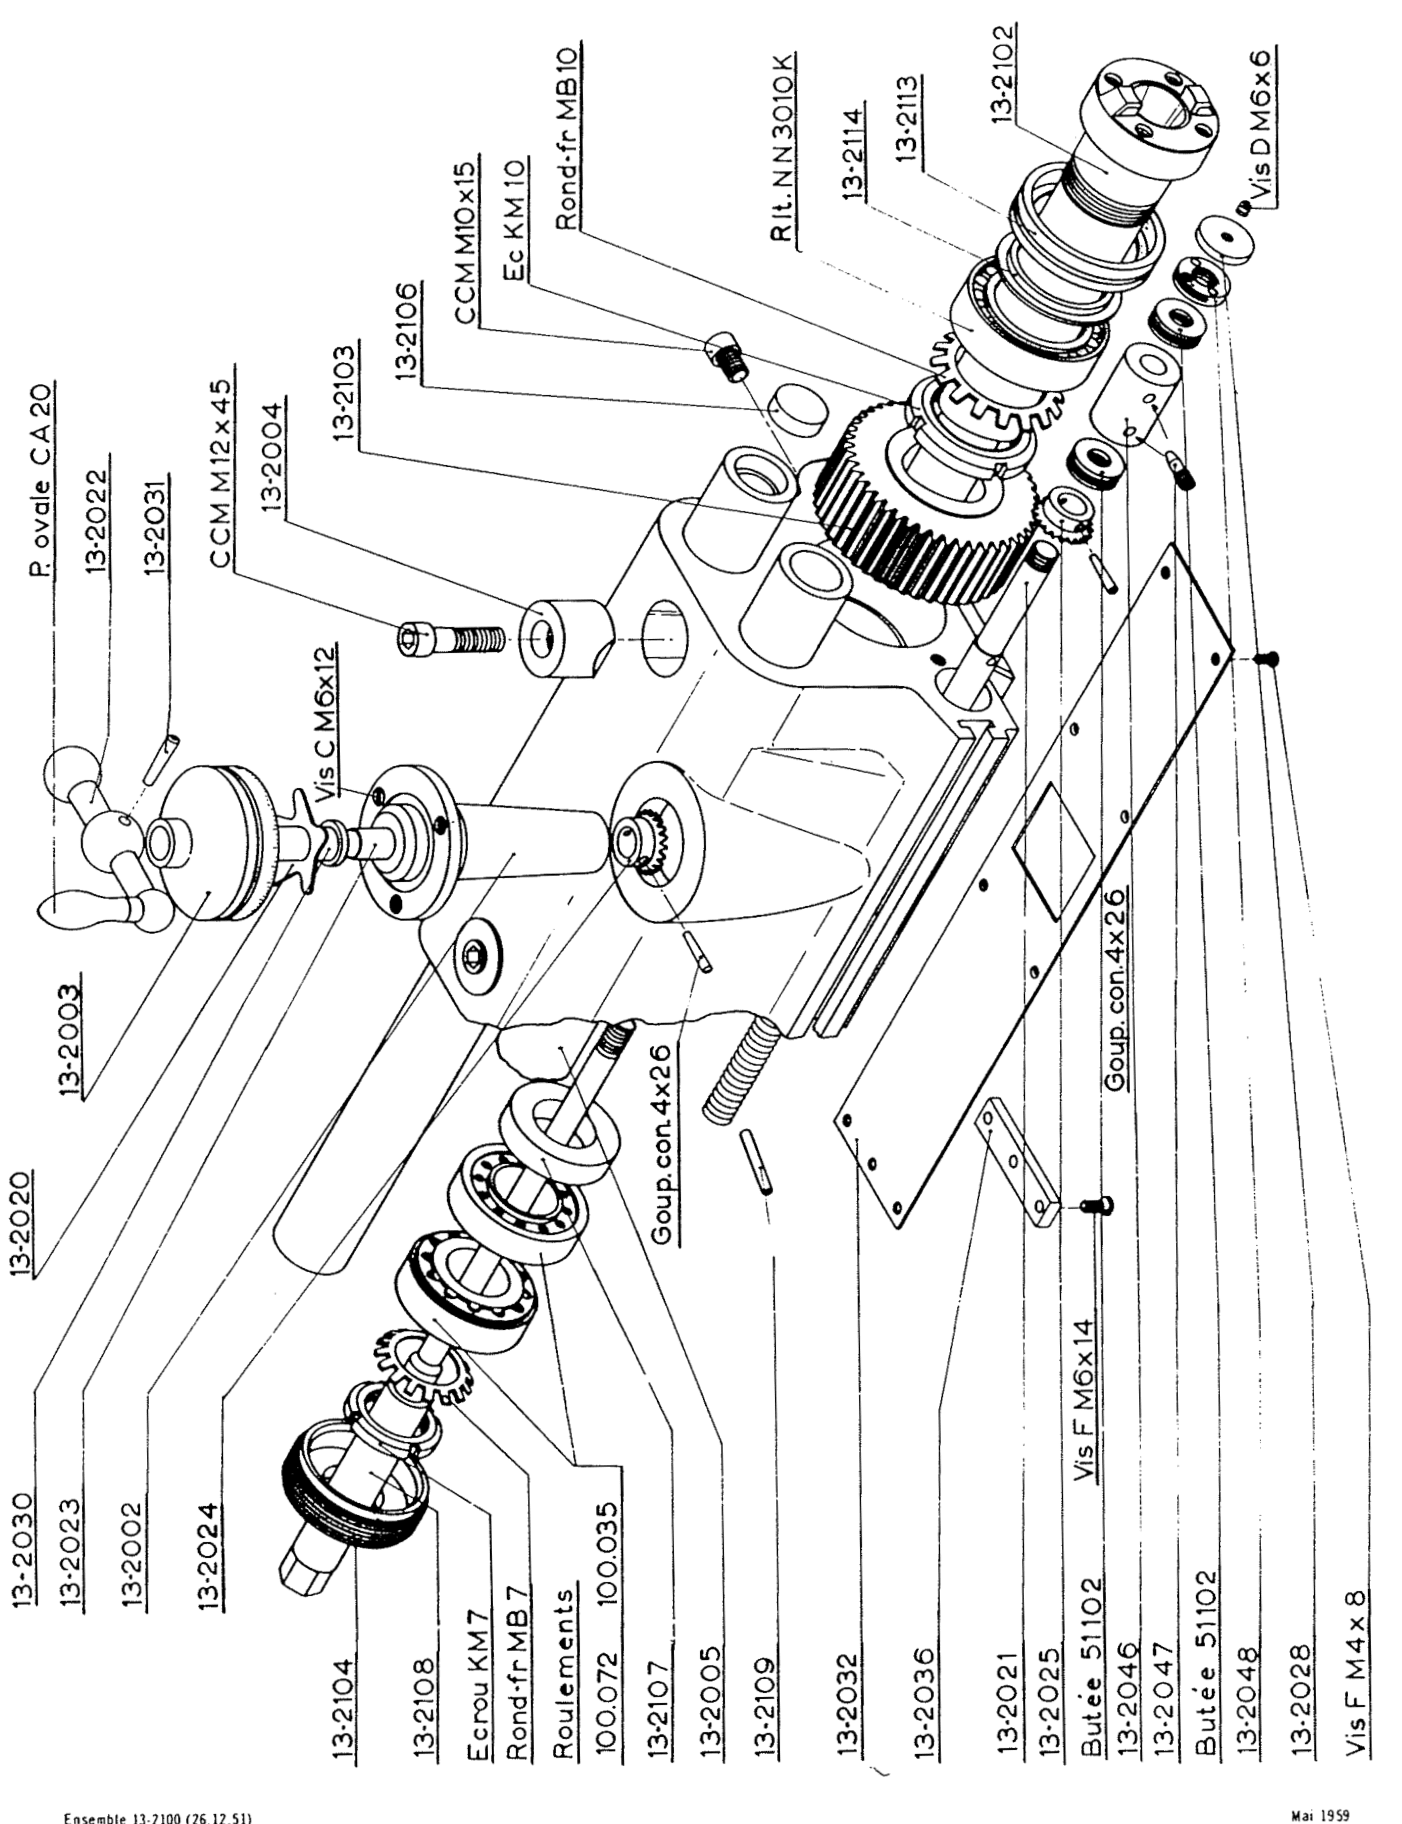 P. ovale CA 20
13-2022
13-2031
CCM M12x45
13-2004
13-2103
13-2106
CCM M10x15
Ec KM 10
Rond-fr MB10
Rlt. NN3010K
13-2114
13-2113
13-2102
Vis D M6x6
Vis C M6x12
13-2003
13-2020
13-2030
13-2023
13-2002
13-2024
13-2104
13-2108
Ecrou KM7
Rond-fr MB 7
Roulements
100.072 100.035
13-2107
13-2005
13-2109
Goup. con. 4x26
13-2032
13-2036
13-2021
13-2025
Vis F M6x14
Butée 51102
Goup. con. 4x26
13-2046
13-2047
Butée 51102
13-2048
13-2028
Vis F M4x8
Ensemble 13-2100 (26.12.51)
Mai 1959